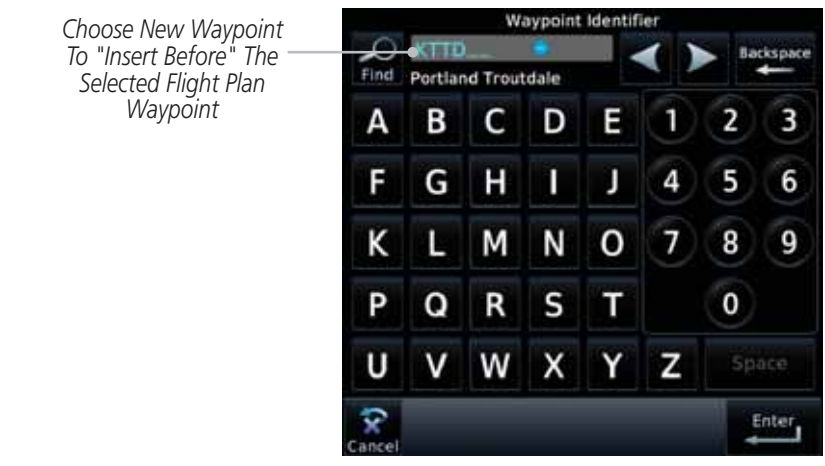 Choose New Waypoint
To "Insert Before" The
Selected Flight Plan
Waypoint
Waypoint Identifier
KTTD__
Find
Portland Troutdale
Backspace
A B C D E 1 2 3
F G H I J 4 5 6
K L M N O 7 8 9
P Q R S T 0
U V W X Y Z Space
Cancel
Enter